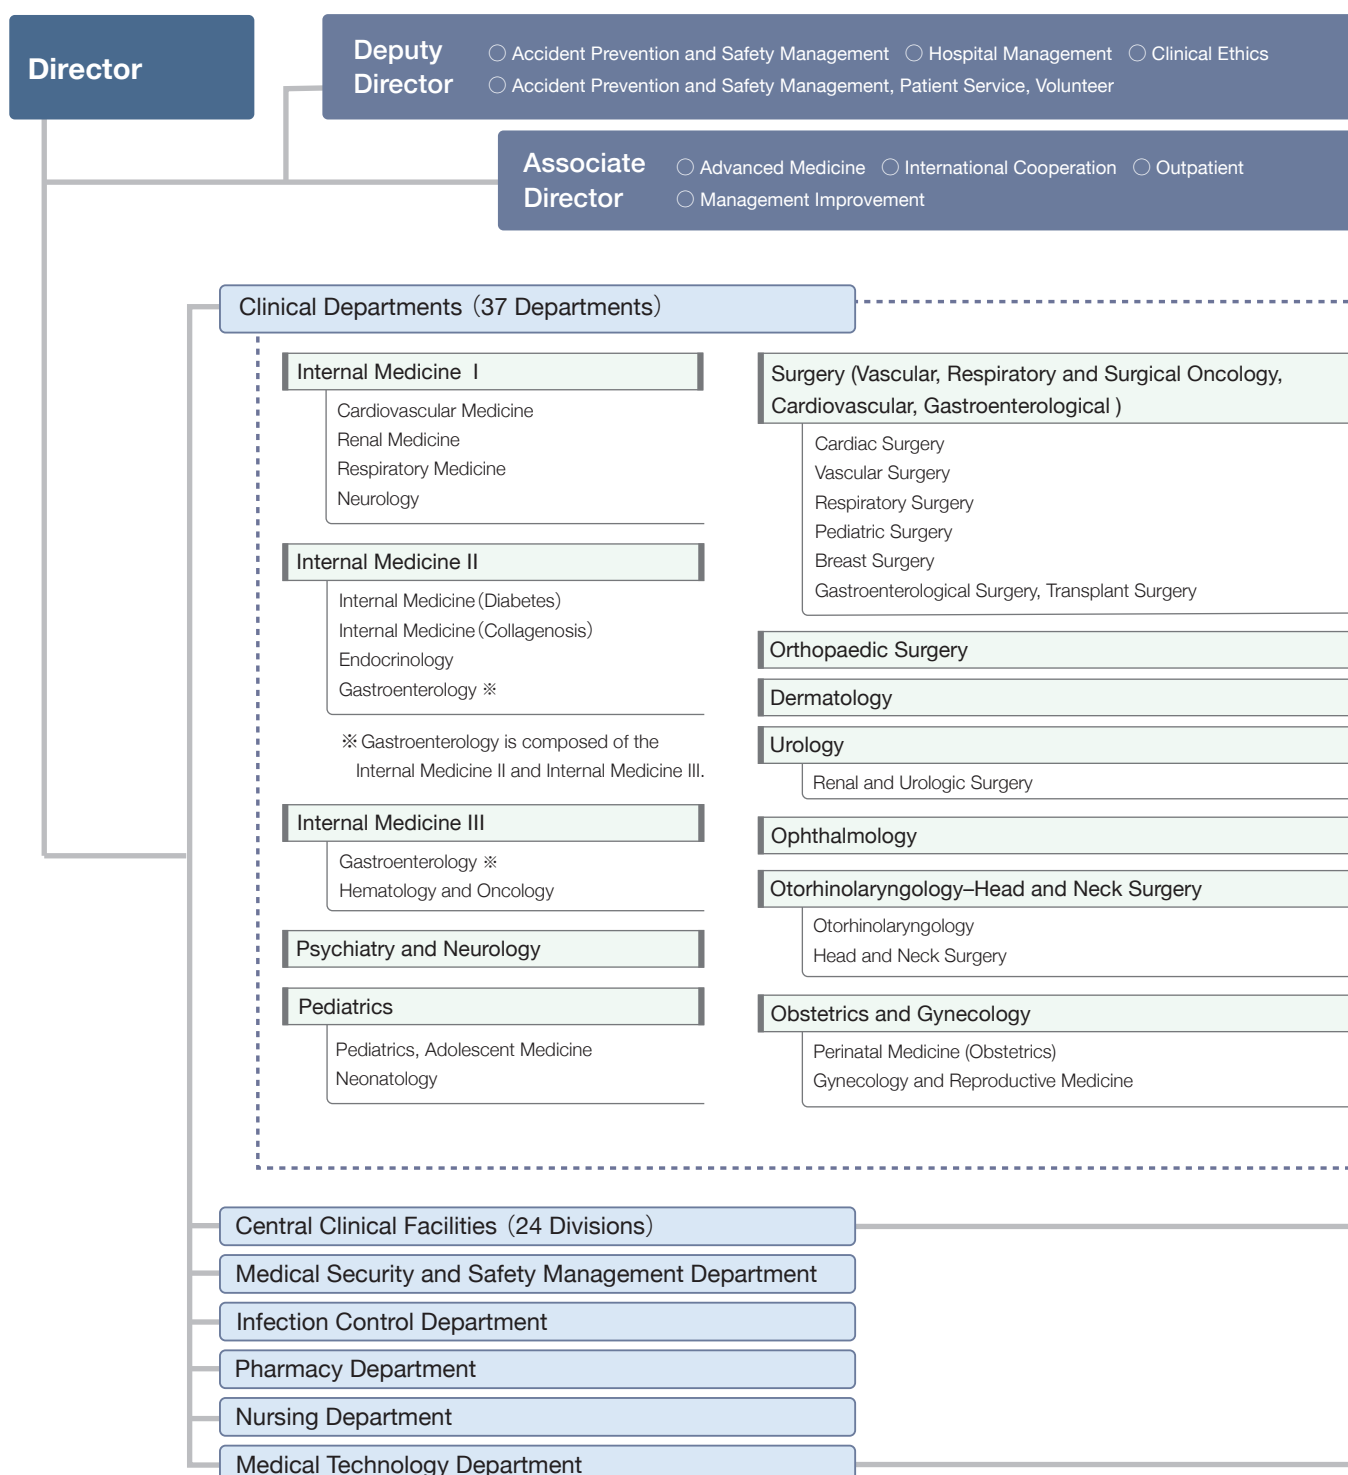 Director
Deputy
Director
○ Accident Prevention and Safety Management ○ Hospital Management ○ Clinical Ethics
○ Accident Prevention and Safety Management, Patient Service, Volunteer
Associate
Director
○ Advanced Medicine ○ International Cooperation ○ Outpatient
○ Management Improvement
Clinical Departments (37 Departments)
Internal Medicine I
Cardiovascular Medicine
Renal Medicine
Respiratory Medicine
Neurology
Internal Medicine II
Internal Medicine (Diabetes)
Internal Medicine (Collagenosis)
Endocrinology
Gastroenterology ※
※ Gastroenterology is composed of the
Internal Medicine II and Internal Medicine III.
Internal Medicine III
Gastroenterology ※
Hematology and Oncology
Psychiatry and Neurology
Pediatrics
Pediatrics, Adolescent Medicine
Neonatology
Surgery (Vascular, Respiratory and Surgical Oncology,
Cardiovascular, Gastroenterological )
Cardiac Surgery
Vascular Surgery
Respiratory Surgery
Pediatric Surgery
Breast Surgery
Gastroenterological Surgery, Transplant Surgery
Orthopaedic Surgery
Dermatology
Urology
Renal and Urologic Surgery
Ophthalmology
Otorhinolaryngology–Head and Neck Surgery
Otorhinolaryngology
Head and Neck Surgery
Obstetrics and Gynecology
Perinatal Medicine (Obstetrics)
Gynecology and Reproductive Medicine
Central Clinical Facilities (24 Divisions)
Medical Security and Safety Management Department
Infection Control Department
Pharmacy Department
Nursing Department
Medical Technology Department